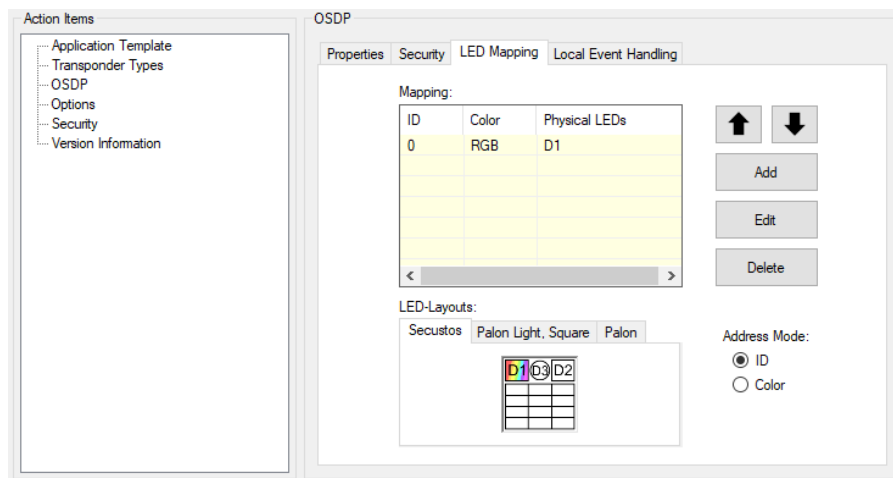 Action Items
Application Template
Transponder Types
OSDP
Options
Security
Version Information
OSDP
Properties Security LED Mapping Local Event Handling
Mapping:
ID Color Physical LEDs
0 RGB D1
Add
Edit
Delete
LED-Layouts:
Secustos Palon Light, Square Palon
D1 D3 D2
Address Mode:
ID
Color